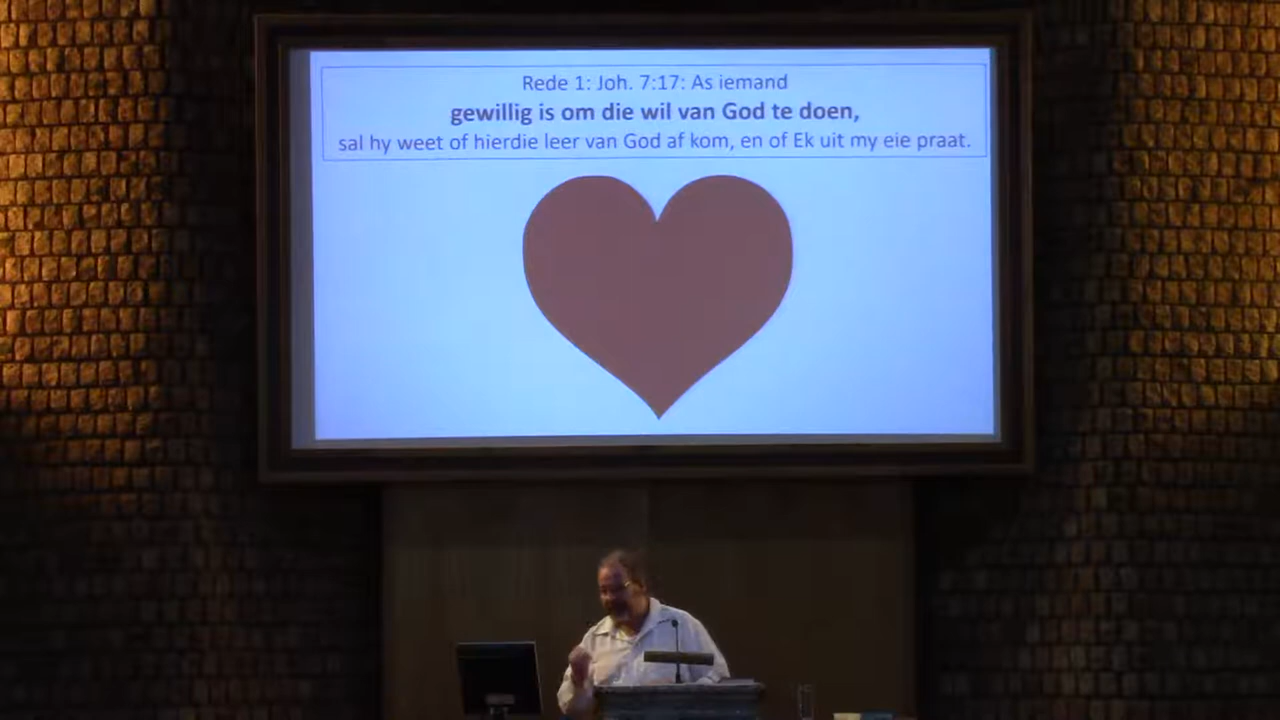 Rede 1: Joh. 7:17: As iemand
gewillig is om die wil van God te doen,
sal hy weet of hierdie leer van God af kom, en of Ek uit my eie praat.